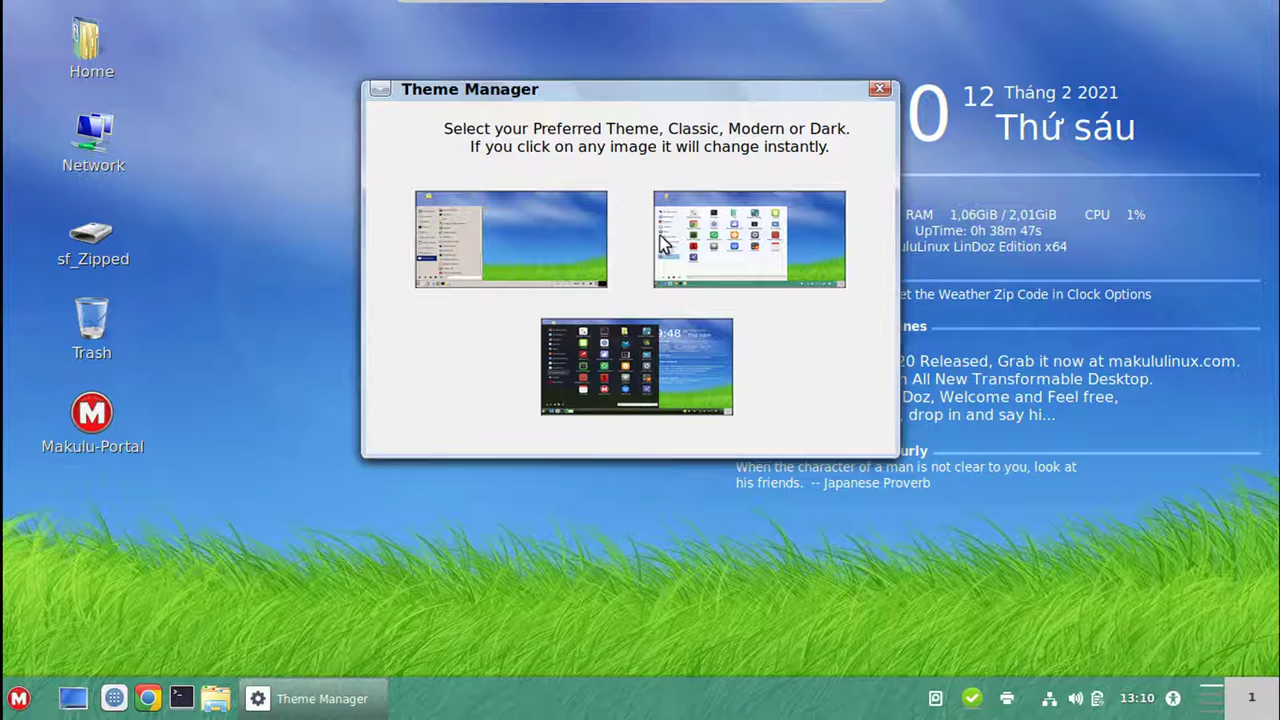 Home
Network
sf_Zipped
Trash
Makulu-Portal
Theme Manager
Select your Preferred Theme, Classic, Modern or Dark.
If you click on any image it will change instantly.
9:48
0
12
Tháng 2 2021
Thứ sáu
RAM 1,06GiB / 2,01GiB CPU 1%
UpTime: 0h 38m 47s
uluLinux LinDoz Edition x64
et the Weather Zip Code in Clock Options
nes
20 Released, Grab it now at makululinux.com.
n All New Transformable Desktop.
Doz, Welcome and Feel free,
, drop in and say hi...
urly
When the character of a man is not clear to you, look at
his friends. -- Japanese Proverb
M
Theme Manager
13:10
1